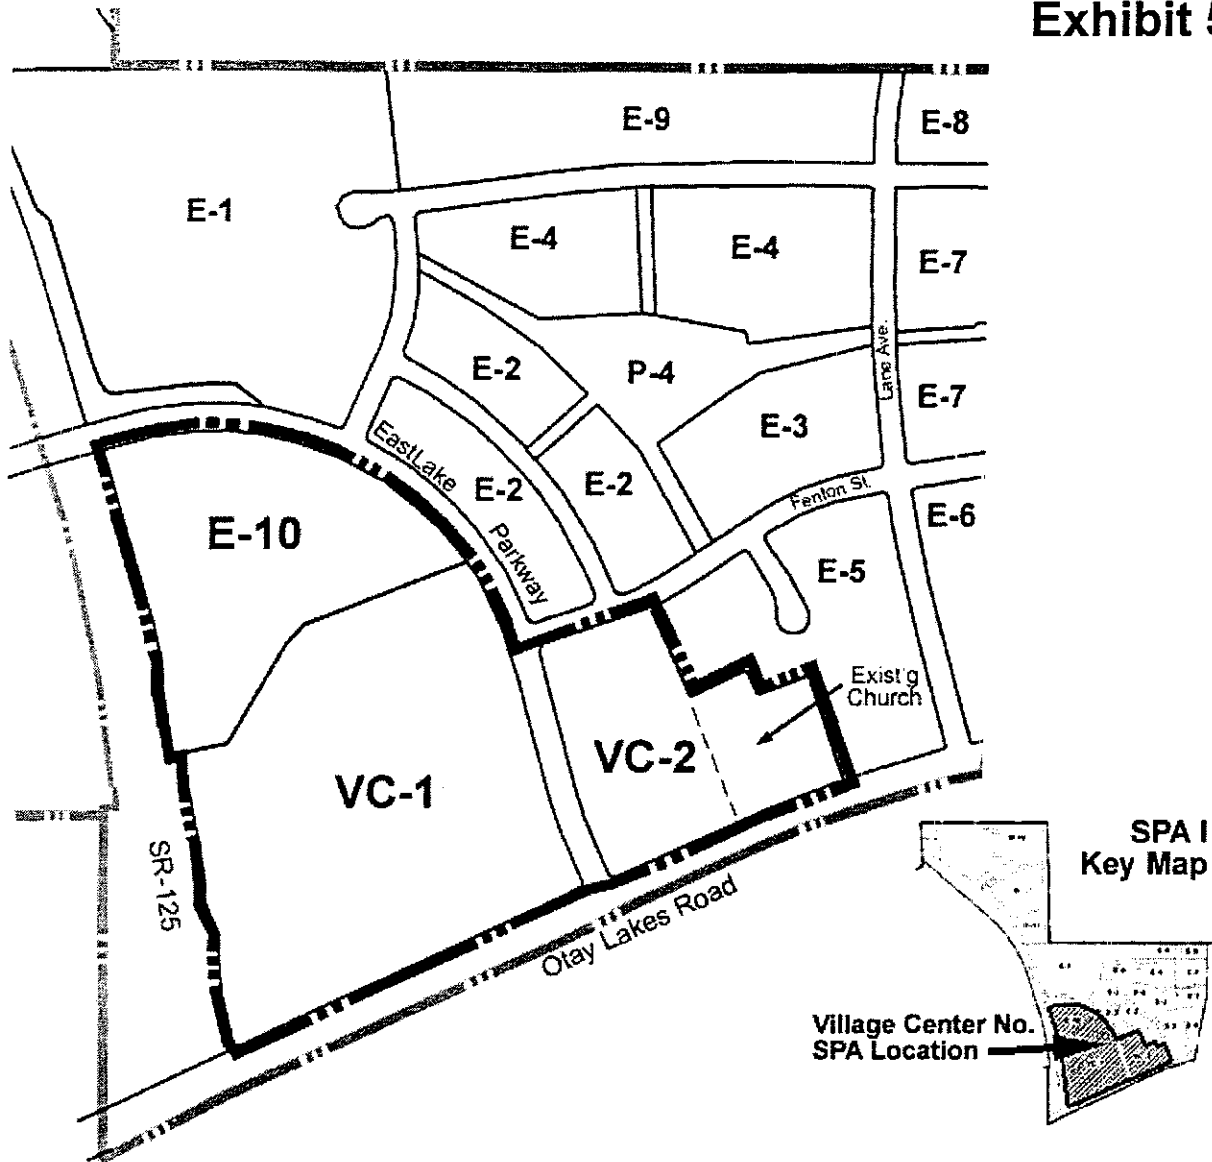 Exhibit 5
E-9
E-8
E-1
E-4
E-4
E-7
Lane Ave.
E-2
P-4
E-7
E-3
EastLake
Parkway
E-2
E-2
Fenton St.
E-6
E-10
E-5
Exist'g
Church
VC-2
VC-1
SR-125
Otay Lakes Road
SPA I
Key Map
Village Center No.
SPA Location